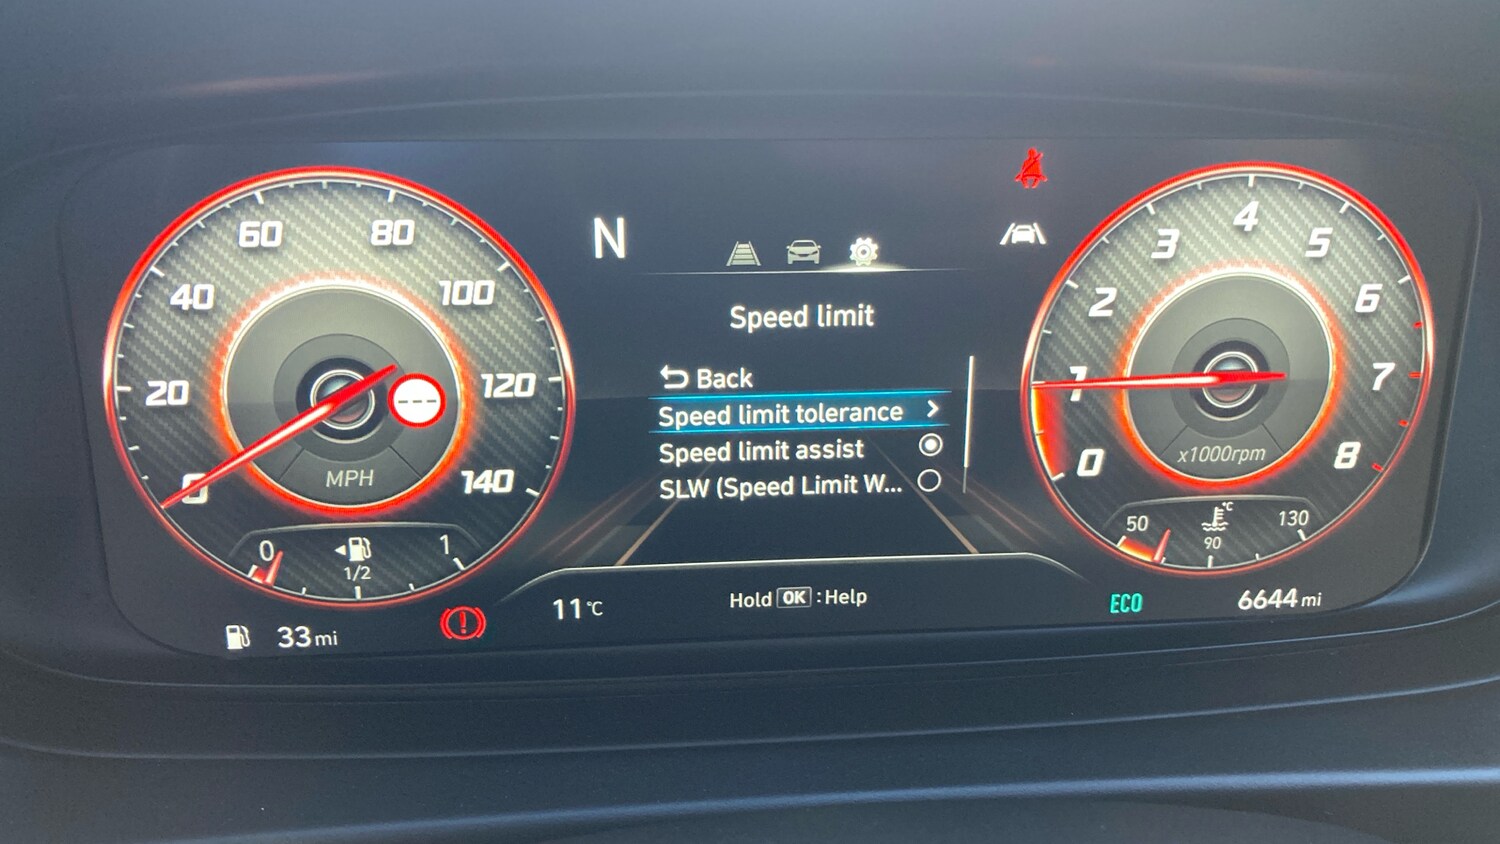 N
Speed limit
Back
Speed limit tolerance >
Speed limit assist
SLW (Speed Limit W...
Hold OK : Help
0
20
40
60
80
100
120
140
MPH
---
0
1/2
1
33 mi
11°C
0
1
2
3
4
5
6
7
8
x1000rpm
°C
50
90
130
ECO
6644 mi